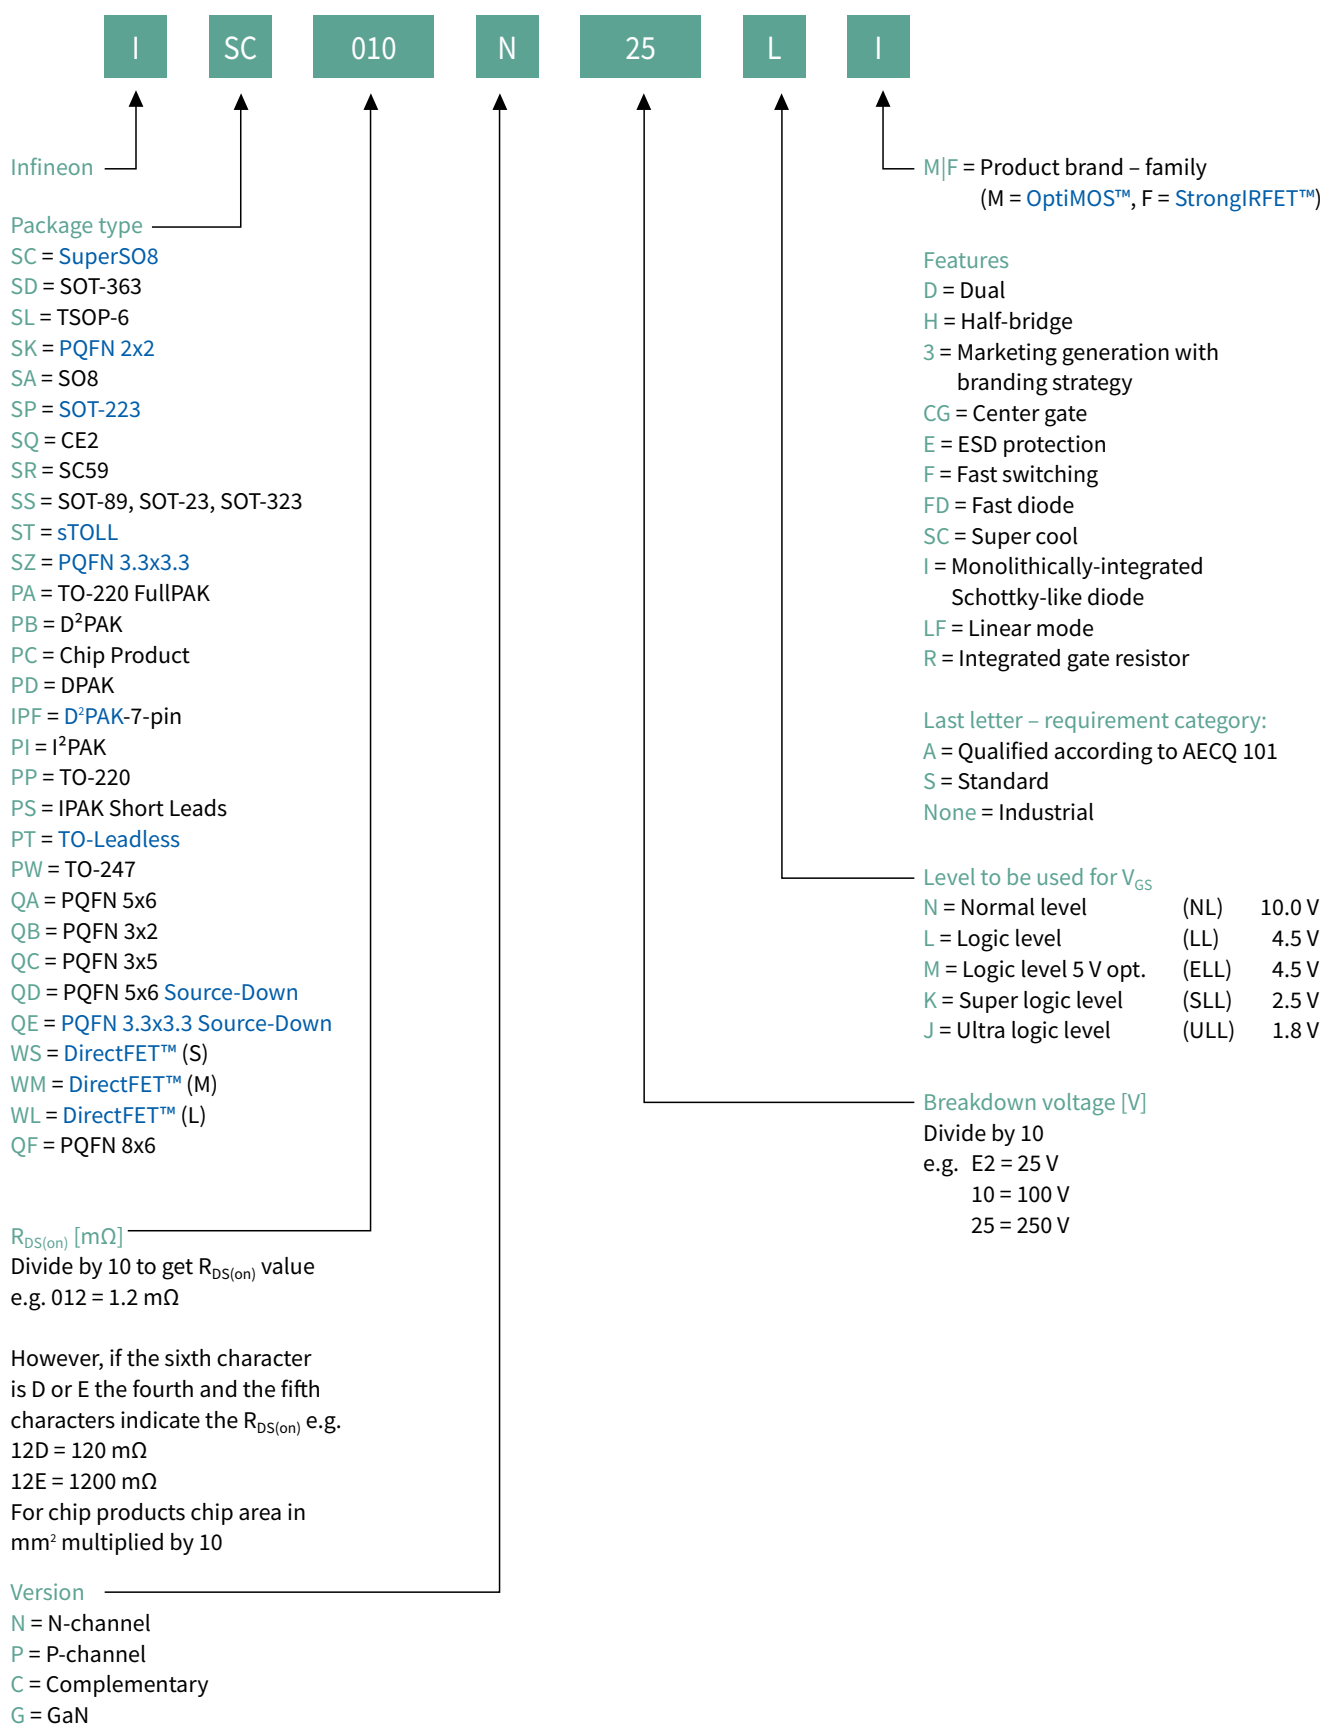 I SC 010 N 25 L I
Infineon
Package type
SC = SuperSO8
SD = SOT-363
SL = TSOP-6
SK = PQFN 2x2
SA = SO8
SP = SOT-223
SQ = CE2
SR = SC59
SS = SOT-89, SOT-23, SOT-323
ST = sTOLL
SZ = PQFN 3.3x3.3
PA = TO-220 FullPAK
PB = D²PAK
PC = Chip Product
PD = DPAK
IPF = D²PAK-7-pin
PI = I²PAK
PP = TO-220
PS = IPAK Short Leads
PT = TO-Leadless
PW = TO-247
QA = PQFN 5x6
QB = PQFN 3x2
QC = PQFN 3x5
QD = PQFN 5x6 Source-Down
QE = PQFN 3.3x3.3 Source-Down
WS = DirectFET™ (S)
WM = DirectFET™ (M)
WL = DirectFET™ (L)
QF = PQFN 8x6
RDS(on) [mΩ]
Divide by 10 to get RDS(on) value
e.g. 012 = 1.2 mΩ
However, if the sixth character
is D or E the fourth and the fifth
characters indicate the RDS(on) e.g.
12D = 120 mΩ
12E = 1200 mΩ
For chip products chip area in
mm² multiplied by 10
Version
N = N-channel
P = P-channel
C = Complementary
G = GaN
M|F = Product brand – family
(M = OptiMOS™, F = StrongIRFET™)
Features
D = Dual
H = Half-bridge
3 = Marketing generation with
branding strategy
CG = Center gate
E = ESD protection
F = Fast switching
FD = Fast diode
SC = Super cool
I = Monolithically-integrated
Schottky-like diode
LF = Linear mode
R = Integrated gate resistor
Last letter – requirement category:
A = Qualified according to AECQ 101
S = Standard
None = Industrial
Level to be used for VGS
N = Normal level (NL) 10.0 V
L = Logic level (LL) 4.5 V
M = Logic level 5 V opt. (ELL) 4.5 V
K = Super logic level (SLL) 2.5 V
J = Ultra logic level (ULL) 1.8 V
Breakdown voltage [V]
Divide by 10
e.g. E2 = 25 V
10 = 100 V
25 = 250 V